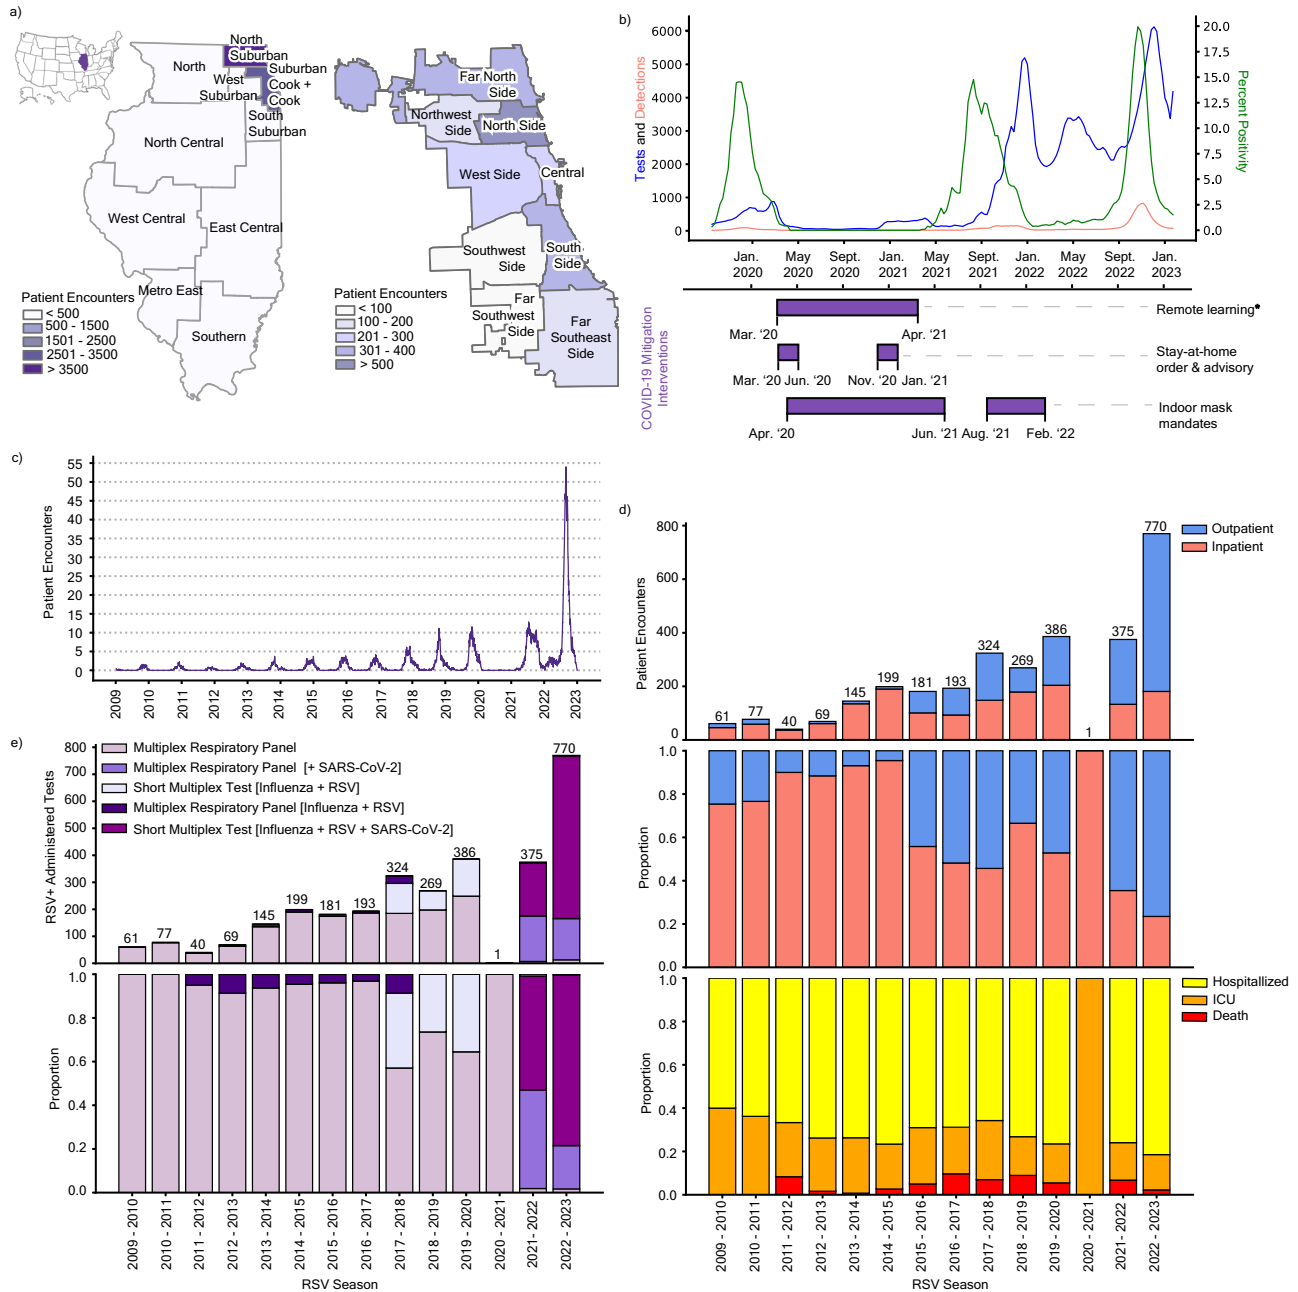 a)
North
Suburban
North
West
Suburban
Suburban
Cook +
Cook
South
Suburban
North Central
West Central
East Central
Metro East
Southern
Patient Encounters
< 500
500 - 1500
1501 - 2500
2501 - 3500
> 3500
Far North
Side
Northwest
Side
North Side
West Side
Central
Southwest
Side
South
Side
Far
Southwest
Side
Far
Southeast
Side
Patient Encounters
< 100
100 - 200
201 - 300
301 - 400
> 500
b)
Tests and Detections
6000
5000
4000
3000
2000
1000
0
Percent Positivity
20.0
17.5
15.0
12.5
10.0
7.5
5.0
2.5
0.0
Jan. 2020
May 2020
Sept. 2020
Jan. 2021
May 2021
Sept. 2021
Jan. 2022
May 2022
Sept. 2022
Jan. 2023
COVID-19 Mitigation
Interventions
Mar. '20
Apr. '21
Remote learning*
Mar. '20 Jun. '20
Nov. '20 Jan. '21
Stay-at-home
order & advisory
Apr. '20
Jun. '21 Aug. '21
Feb. '22
Indoor mask
mandates
c)
Patient Encounters
55
50
45
40
35
30
25
20
15
10
5
0
2009
2010
2011
2012
2013
2014
2015
2016
2017
2018
2019
2020
2021
2022
2023
d)
Outpatient
Inpatient
Patient Encounters
800
600
400
200
0
61
77
40
69
145
199
181
193
324
269
386
1
375
770
Proportion
1.0
0.8
0.6
0.4
0.2
0.0
Hospitallized
ICU
Death
Proportion
1.0
0.8
0.6
0.4
0.2
0.0
2009 - 2010
2010 - 2011
2011 - 2012
2012 - 2013
2013 - 2014
2014 - 2015
2015 - 2016
2016 - 2017
2017 - 2018
2018 - 2019
2019 - 2020
2020 - 2021
2021- 2022
2022 - 2023
RSV Season
e)
Multiplex Respiratory Panel
Multiplex Respiratory Panel [+ SARS-CoV-2]
Short Multiplex Test [Influenza + RSV]
Multiplex Respiratory Panel [Influenza + RSV]
Short Multiplex Test [Influenza + RSV + SARS-CoV-2]
RSV+ Administered Tests
800
700
600
500
400
300
200
100
0
61
77
40
69
145
199
181
193
324
269
386
1
375
770
Proportion
1.0
0.8
0.6
0.4
0.2
0.0
2009 - 2010
2010 - 2011
2011 - 2012
2012 - 2013
2013 - 2014
2014 - 2015
2015 - 2016
2016 - 2017
2017 - 2018
2018 - 2019
2019 - 2020
2020 - 2021
2021- 2022
2022 - 2023
RSV Season